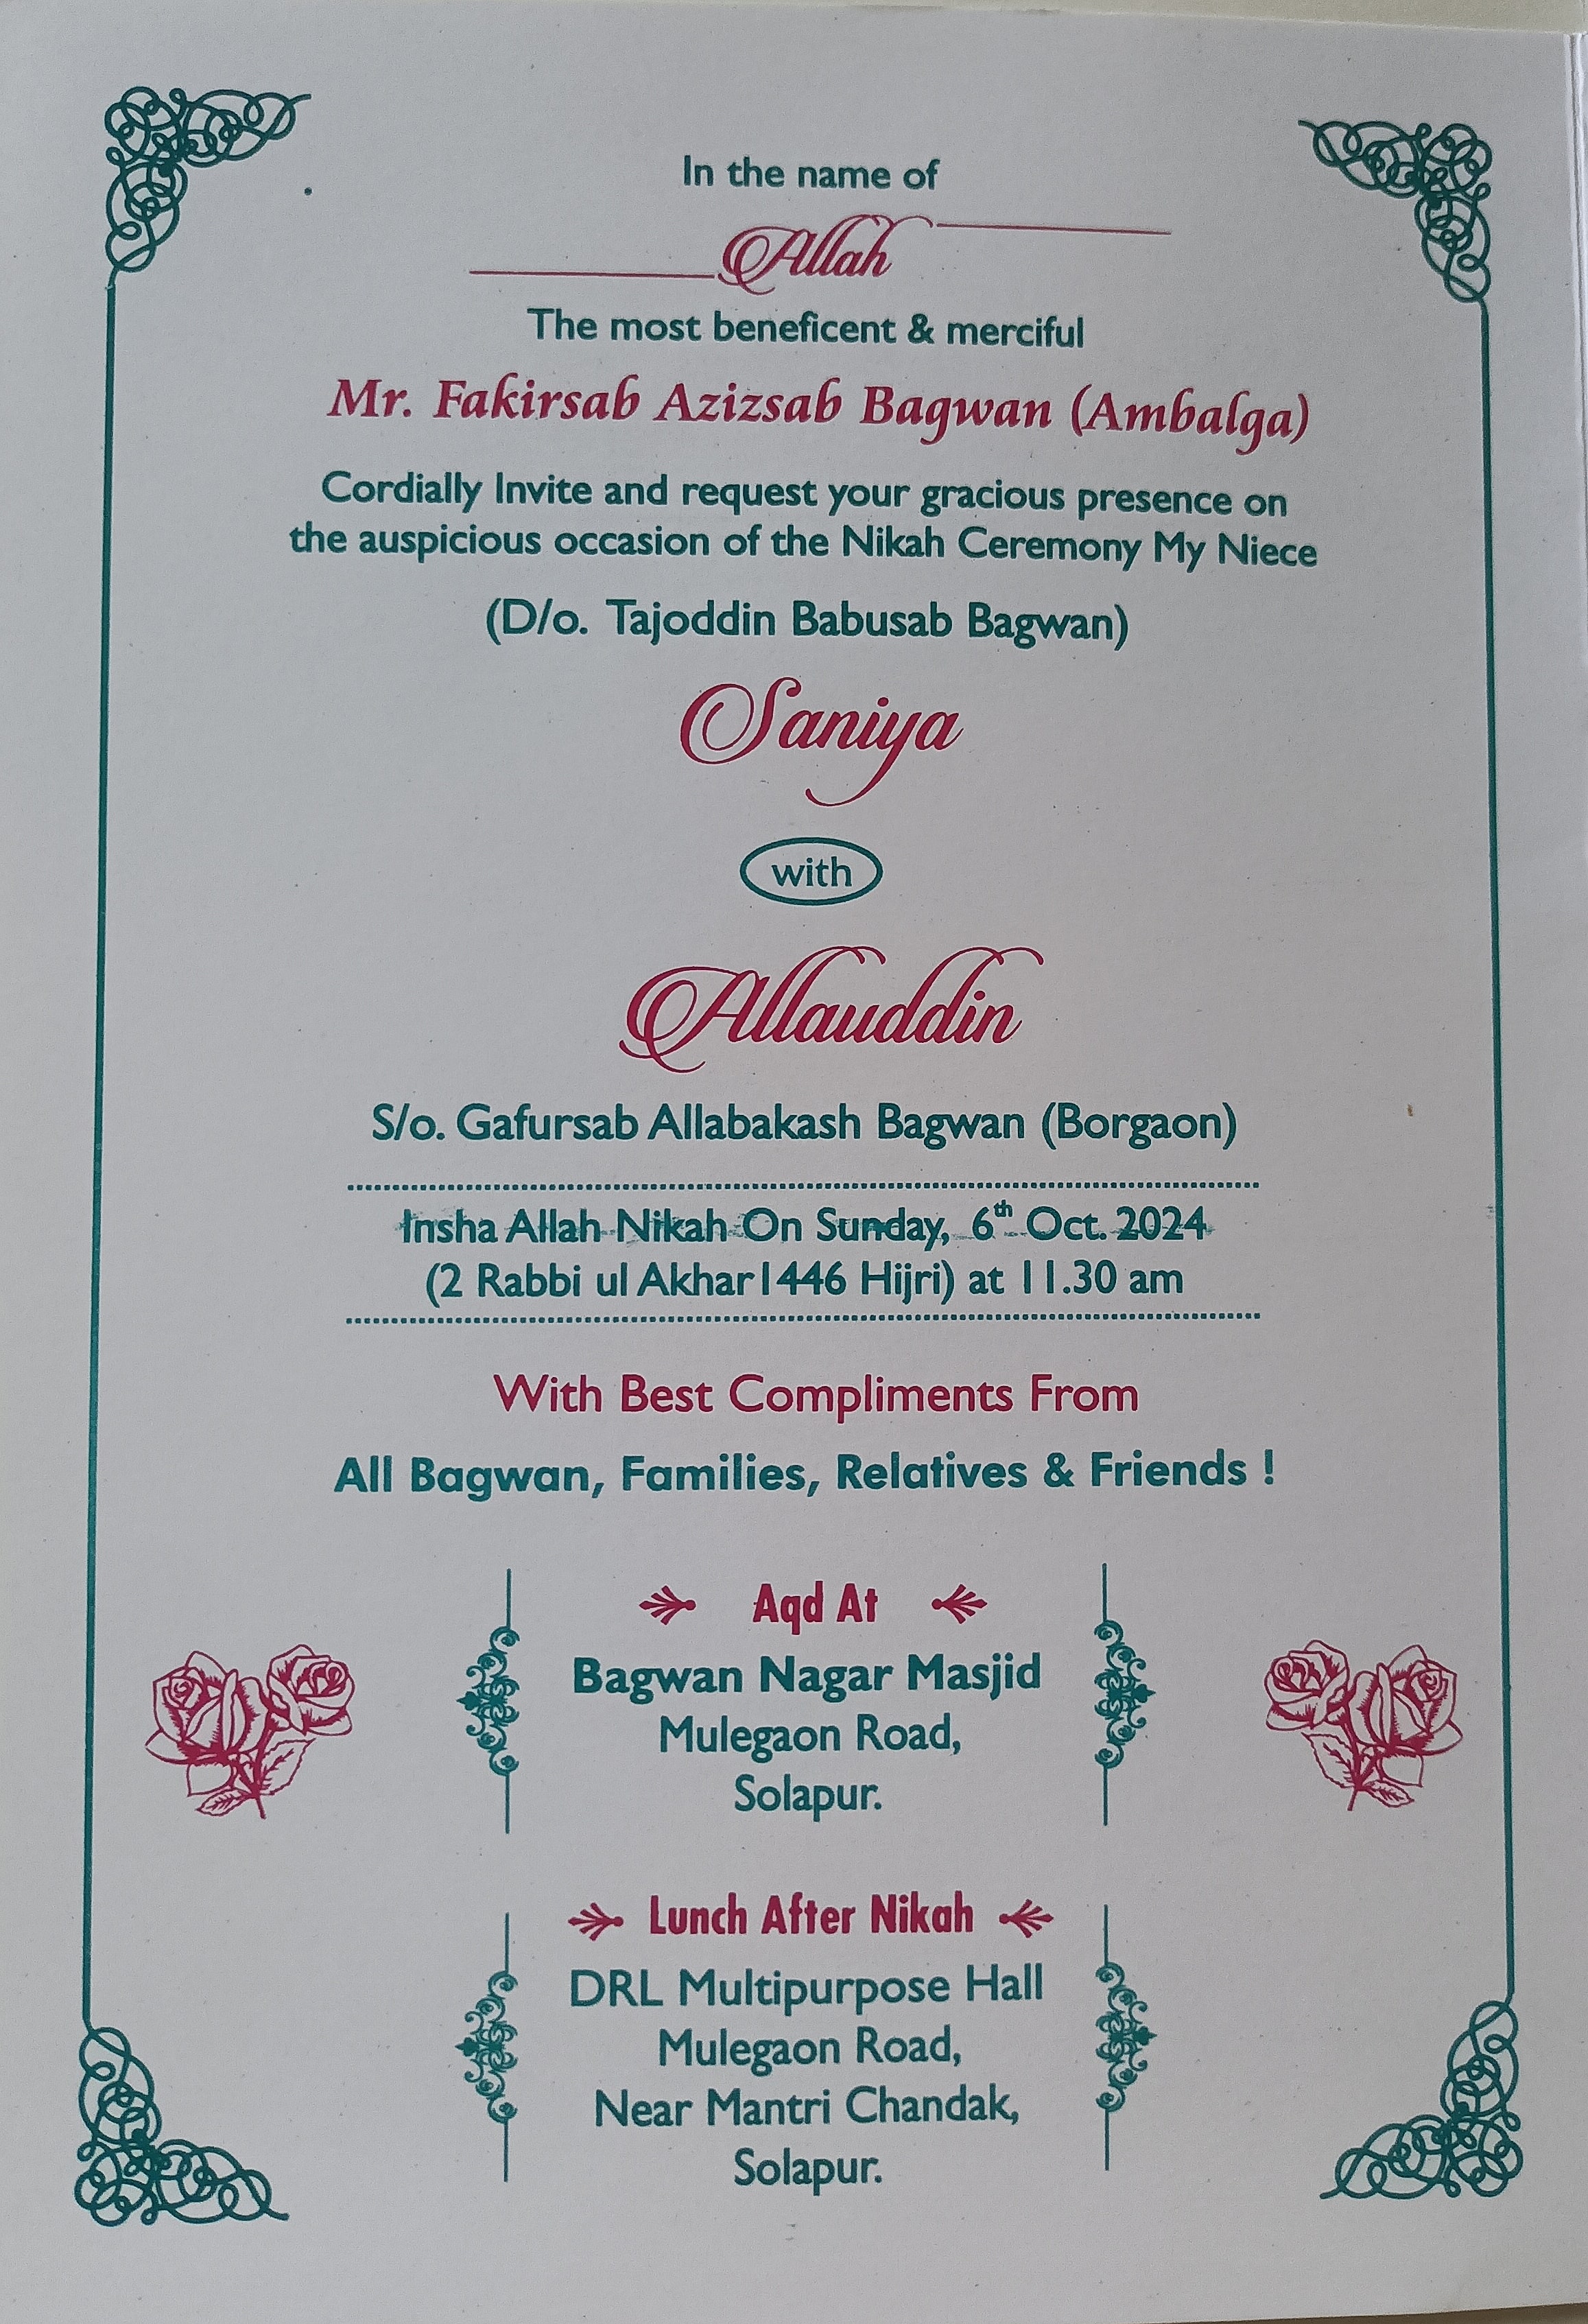 In the name of
Allah
The most beneficent & merciful
Mr. Fakirsab Azizsab Bagwan (Ambalga)
Cordially Invite and request your gracious presence on
the auspicious occasion of the Nikah Ceremony My Niece
(D/o. Tajoddin Babusab Bagwan)
Saniya
with
Allauddin
S/o. Gafursab Allabakash Bagwan (Borgaon)
Insha Allah Nikah On Sunday, 6th Oct. 2024
(2 Rabbi ul Akhar1446 Hijri) at 11.30 am
With Best Compliments From
All Bagwan, Families, Relatives & Friends !
Aqd At
Bagwan Nagar Masjid
Mulegaon Road,
Solapur.
Lunch After Nikah
DRL Multipurpose Hall
Mulegaon Road,
Near Mantri Chandak,
Solapur.